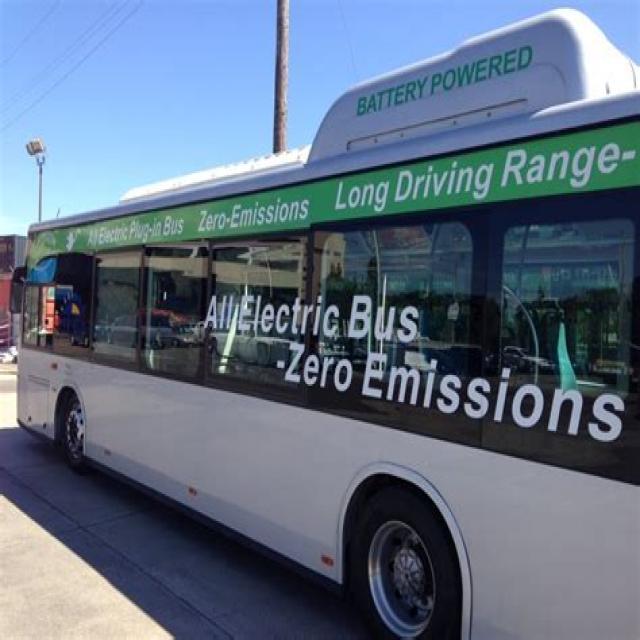 BATTERY POWERED
All Electric Plug-in Bus Zero-Emissions Long Driving Range-
All Electric Bus
-Zero Emissions